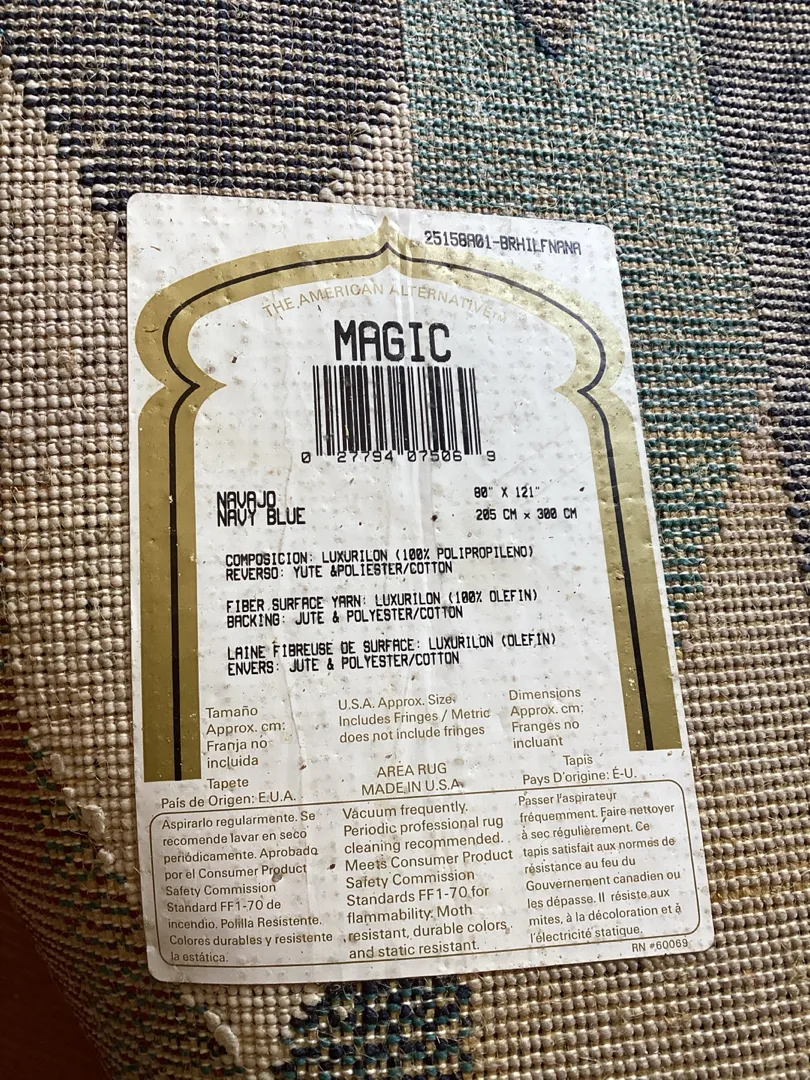 25158A01-BRHILFNANA
THE AMERICAN ALTERNATIVE™
MAGIC
0 27794 07506 9
NAVAJO
NAVY BLUE
80" X 121"
205 CM x 300 CM
COMPOSICION: LUXURILON (100% POLIPROPILENO)
REVERSO: YUTE &POLIESTER/COTTON
FIBER SURFACE YARN: LUXURILON (100% OLEFIN)
BACKING: JUTE & POLYESTER/COTTON
LAINE FIBREUSE DE SURFACE: LUXURILON (OLEFIN)
ENVERS: JUTE & POLYESTER/COTTON
Tamaño
Approx. cm:
Franja no
incluida
U.S.A. Approx. Size.
Includes Fringes / Metric
does not include fringes
Dimensions
Approx. cm:
Franges no
incluant
Tapete
País de Origen: E.U.A.
AREA RUG
MADE IN U.S.A.
Tapis
Pays D'origine: É-U.
Aspirarlo regularmente. Se
recomende lavar en seco
periódicamente. Aprobado
por el Consumer Product
Safety Commission
Standard FF1-70 de
incendio. Polilla Resistente.
Colores durables y resistente
la estática.
Vacuum frequently.
Periodic professional rug
cleaning recommended.
Meets Consumer Product
Safety Commission
Standards FF1-70 for
flammability. Moth
resistant, durable colors
and static resistant.
Passer l'aspirateur
fréquemment. Faire nettoyer
à sec régulièrement. Ce
tapis satisfait aux normes de
résistance au feu du
Gouvernement canadien ou
les dépasse. Il résiste aux
mites, à la décoloration et à
l'électricité statique.
RN #60069